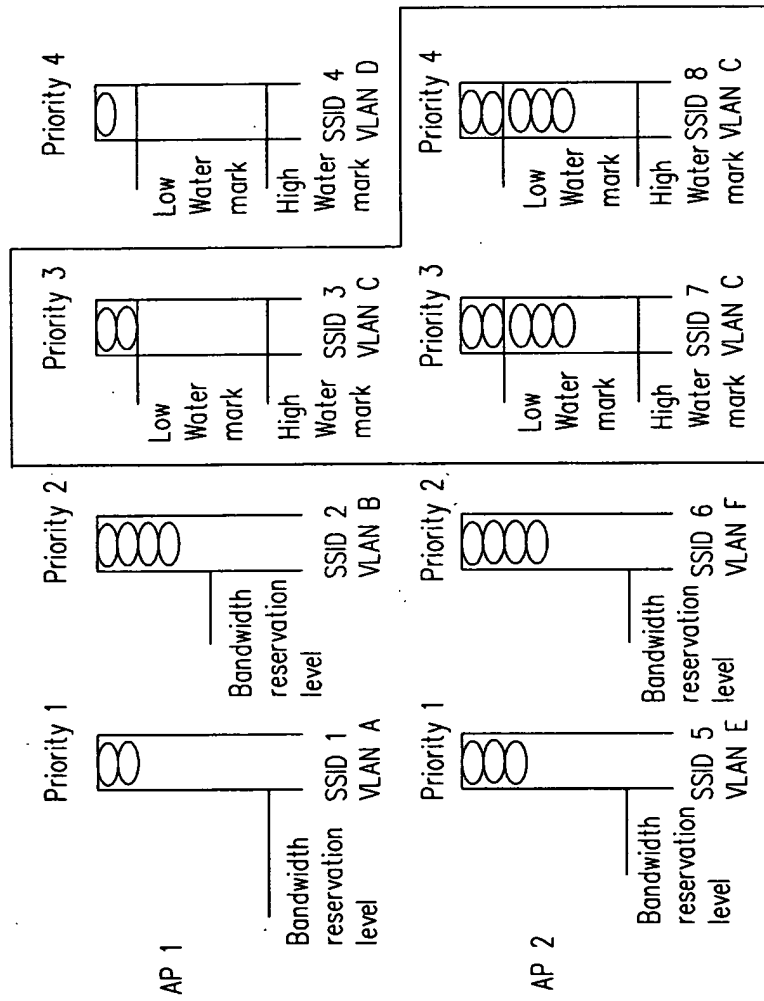 AP 1
Priority 1
Bandwidth
reservation
level
SSID 1
VLAN A
Priority 2
Bandwidth
reservation
level
SSID 2
VLAN B
Priority 3
Low
Water
mark
High
Water
mark
SSID 3
VLAN C
Priority 4
Low
Water
mark
High
Water
mark
SSID 4
VLAN D
AP 2
Priority 1
Bandwidth
reservation
level
SSID 5
VLAN E
Priority 2
Bandwidth
reservation
level
SSID 6
VLAN F
Priority 3
Low
Water
mark
High
Water
mark
SSID 7
VLAN C
Priority 4
Low
Water
mark
High
Water
mark
SSID 8
VLAN C